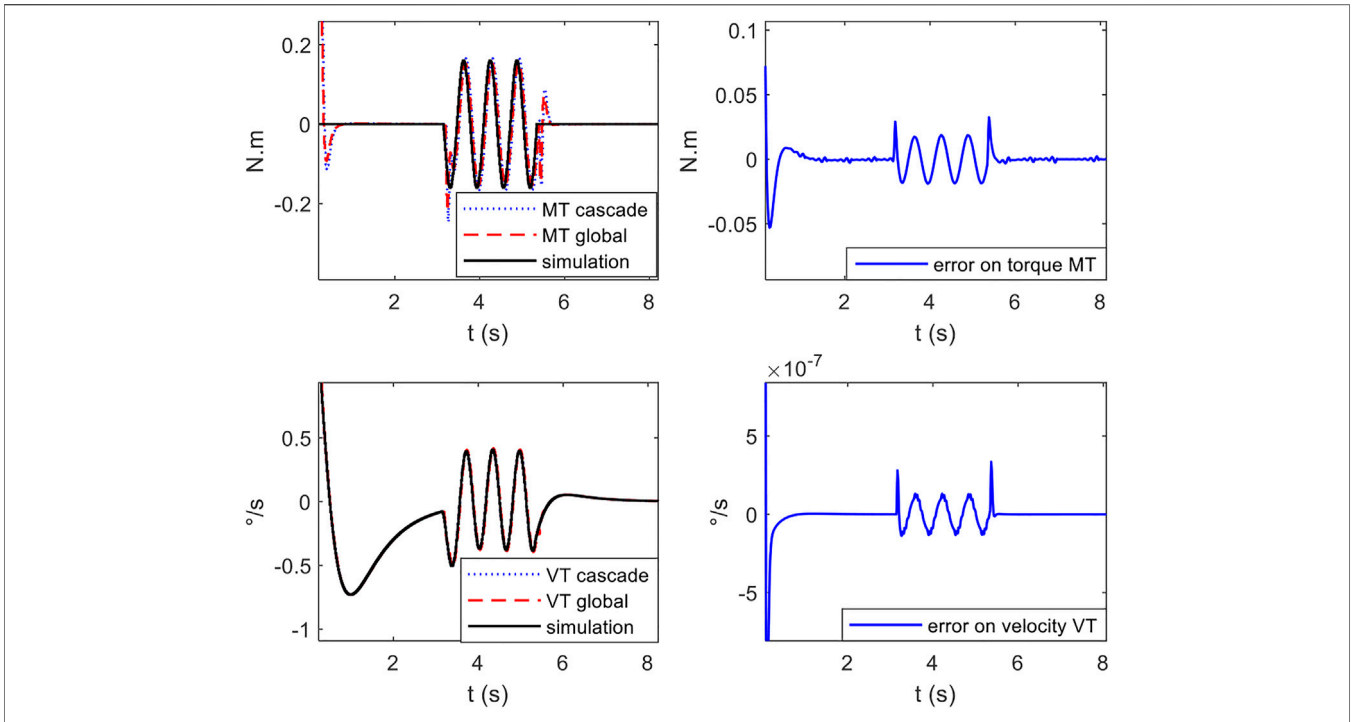 0.2
0
-0.2
N.m
2
4
6
8
t (s)
MT cascade
MT global
simulation
0.1
0.05
0
-0.05
N.m
2
4
6
8
t (s)
error on torque MT
0.5
0
-0.5
-1
°/s
2
4
6
8
t (s)
VT cascade
VT global
simulation
×10⁻⁷
5
0
-5
°/s
2
4
6
8
t (s)
error on velocity VT